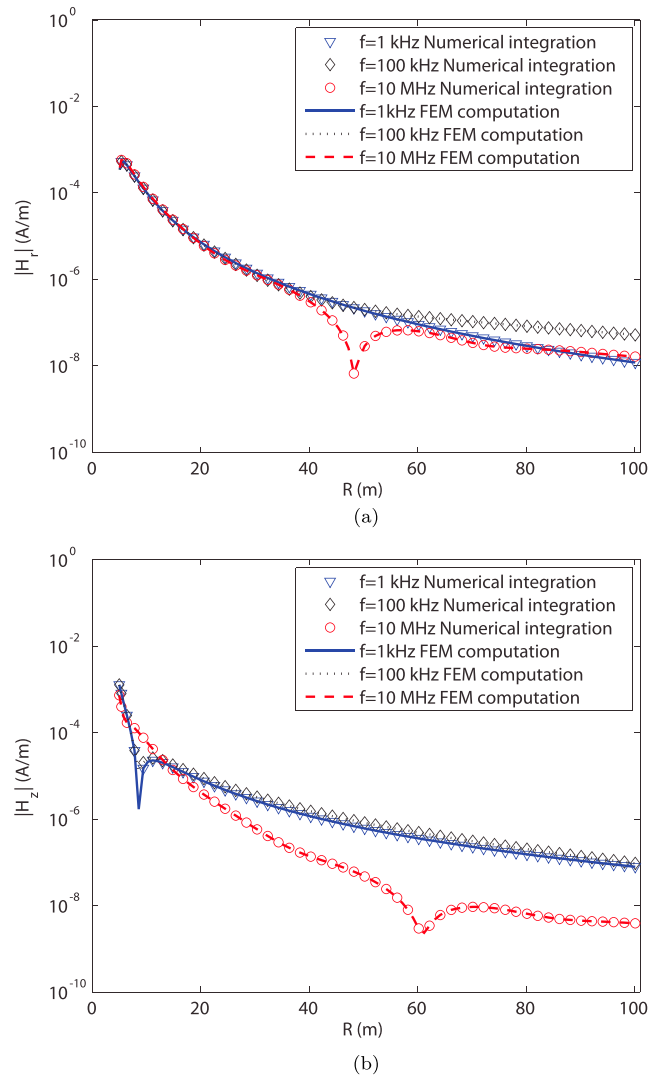 10^0
10^-2
10^-4
10^-6
10^-8
10^-10
|H_r| (A/m)
f=1 kHz Numerical integration
f=100 kHz Numerical integration
f=10 MHz Numerical integration
f=1kHz FEM computation
f=100 kHz FEM computation
f=10 MHz FEM computation
0 20 40 60 80 100
R (m)
(a)
10^0
10^-2
10^-4
10^-6
10^-8
10^-10
|H_z| (A/m)
f=1 kHz Numerical integration
f=100 kHz Numerical integration
f=10 MHz Numerical integration
f=1kHz FEM computation
f=100 kHz FEM computation
f=10 MHz FEM computation
0 20 40 60 80 100
R (m)
(b)